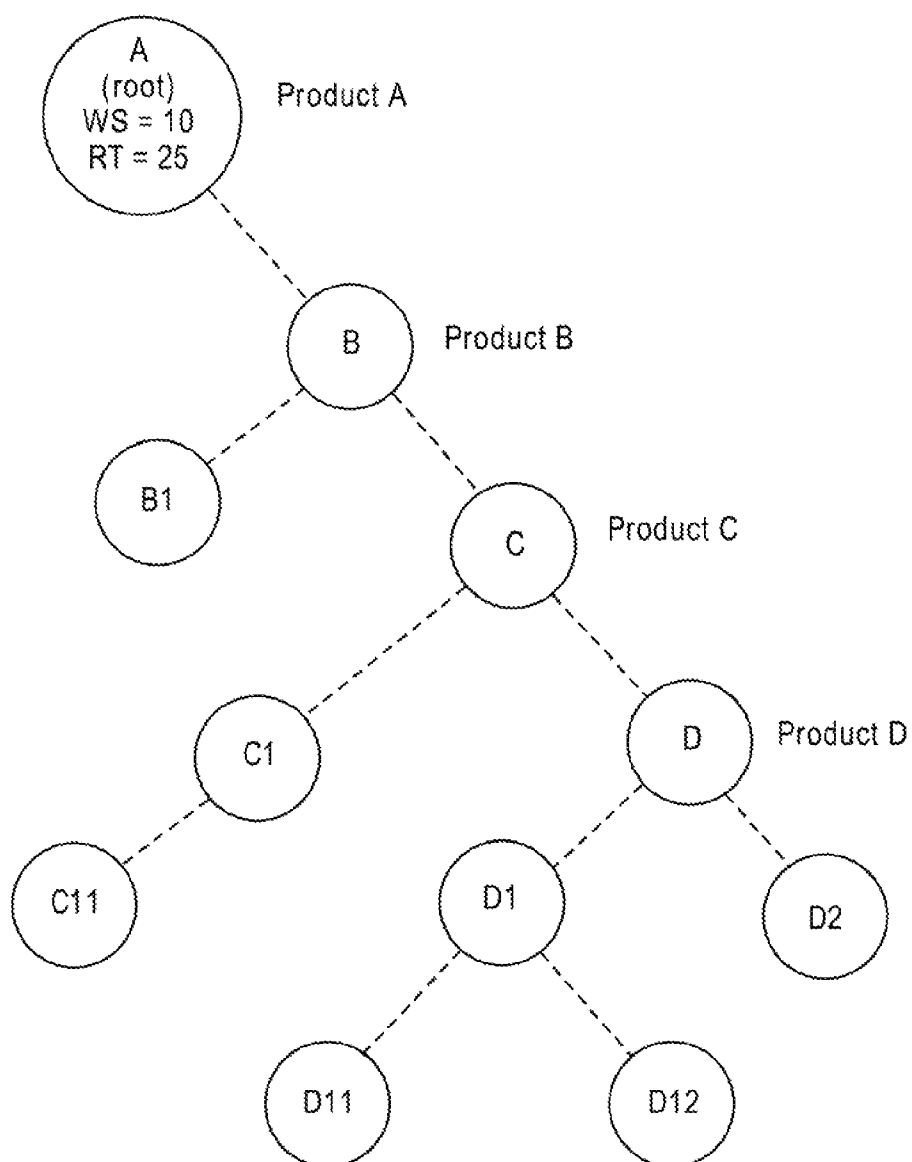 A
(root)
WS = 10
RT = 25
Product A
B
Product B
B1
C
Product C
C1
D
Product D
C11
D1
D2
D11
D12